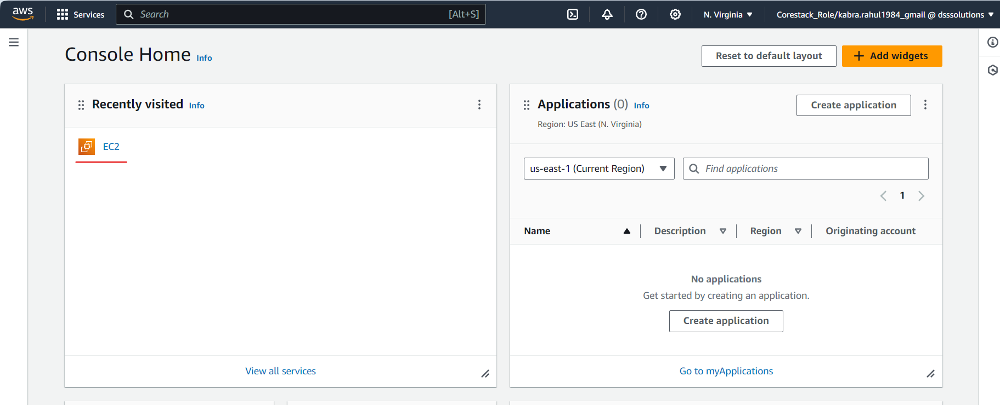 aws
Services
Search
[Alt+S]
N. Virginia
Corestack_Role/kabra.rahul1984_gmail @ dsssolutions
Console Home Info
Reset to default layout
Add widgets
Recently visited Info
EC2
View all services
Applications (0) Info
Region: US East (N. Virginia)
Create application
us-east-1 (Current Region)
Find applications
1
Name
Description
Region
Originating account
No applications
Get started by creating an application.
Create application
Go to myApplications